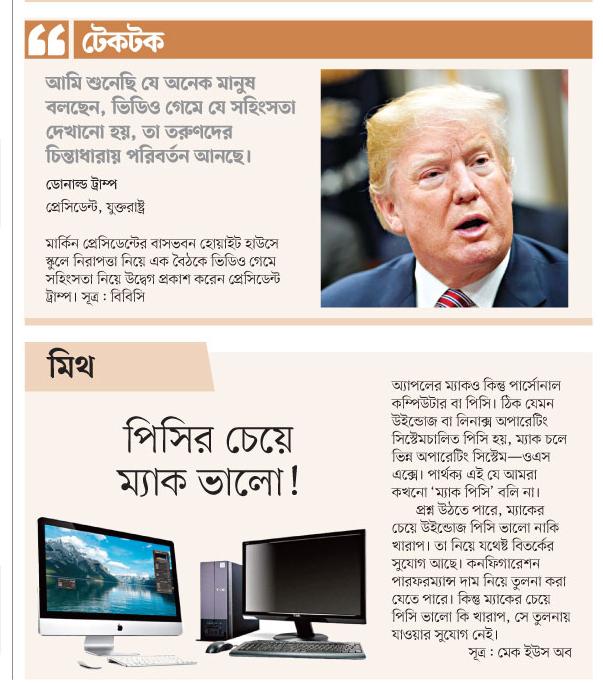 টেকটক
আমি শুনেছি যে অনেক মানুষ
বলছেন, ভিডিও গেমে যে সহিংসতা
দেখানো হয়, তা তরুণদের
চিন্তাধারায় পরিবর্তন আনছে।
ডোনাল্ড ট্রাম্প
প্রেসিডেন্ট, যুক্তরাষ্ট্র
মার্কিন প্রেসিডেন্টের বাসভবন হোয়াইট হাউসে
স্কুলে নিরাপত্তা নিয়ে এক বৈঠকে ভিডিও গেমে
সহিংসতা নিয়ে উদ্বেগ প্রকাশ করেন প্রেসিডেন্ট
ট্রাম্প। সূত্র : বিবিসি
মিথ
পিসির চেয়ে
ম্যাক ভালো!
অ্যাপলের ম্যাকও কিন্তু পার্সোনাল
কম্পিউটার বা পিসি। ঠিক যেমন
উইন্ডোজ বা লিনাক্স অপারেটিং
সিস্টেমচালিত পিসি হয়, ম্যাক চলে
ভিন্ন অপারেটিং সিস্টেম—ওএস
এক্সে। পার্থক্য এই যে আমরা
কখনো ‘ম্যাক পিসি’ বলি না।
প্রশ্ন উঠতে পারে, ম্যাকের
চেয়ে উইন্ডোজ পিসি ভালো নাকি
খারাপ। তা নিয়ে যথেষ্ট বিতর্কের
সুযোগ আছে। কনফিগারেশন
পারফরম্যান্স দাম নিয়ে তুলনা করা
যেতে পারে। কিন্তু ম্যাকের চেয়ে
পিসি ভালো কি খারাপ, সে তুলনায়
যাওয়ার সুযোগ নেই।
সূত্র : মেক ইউস অব